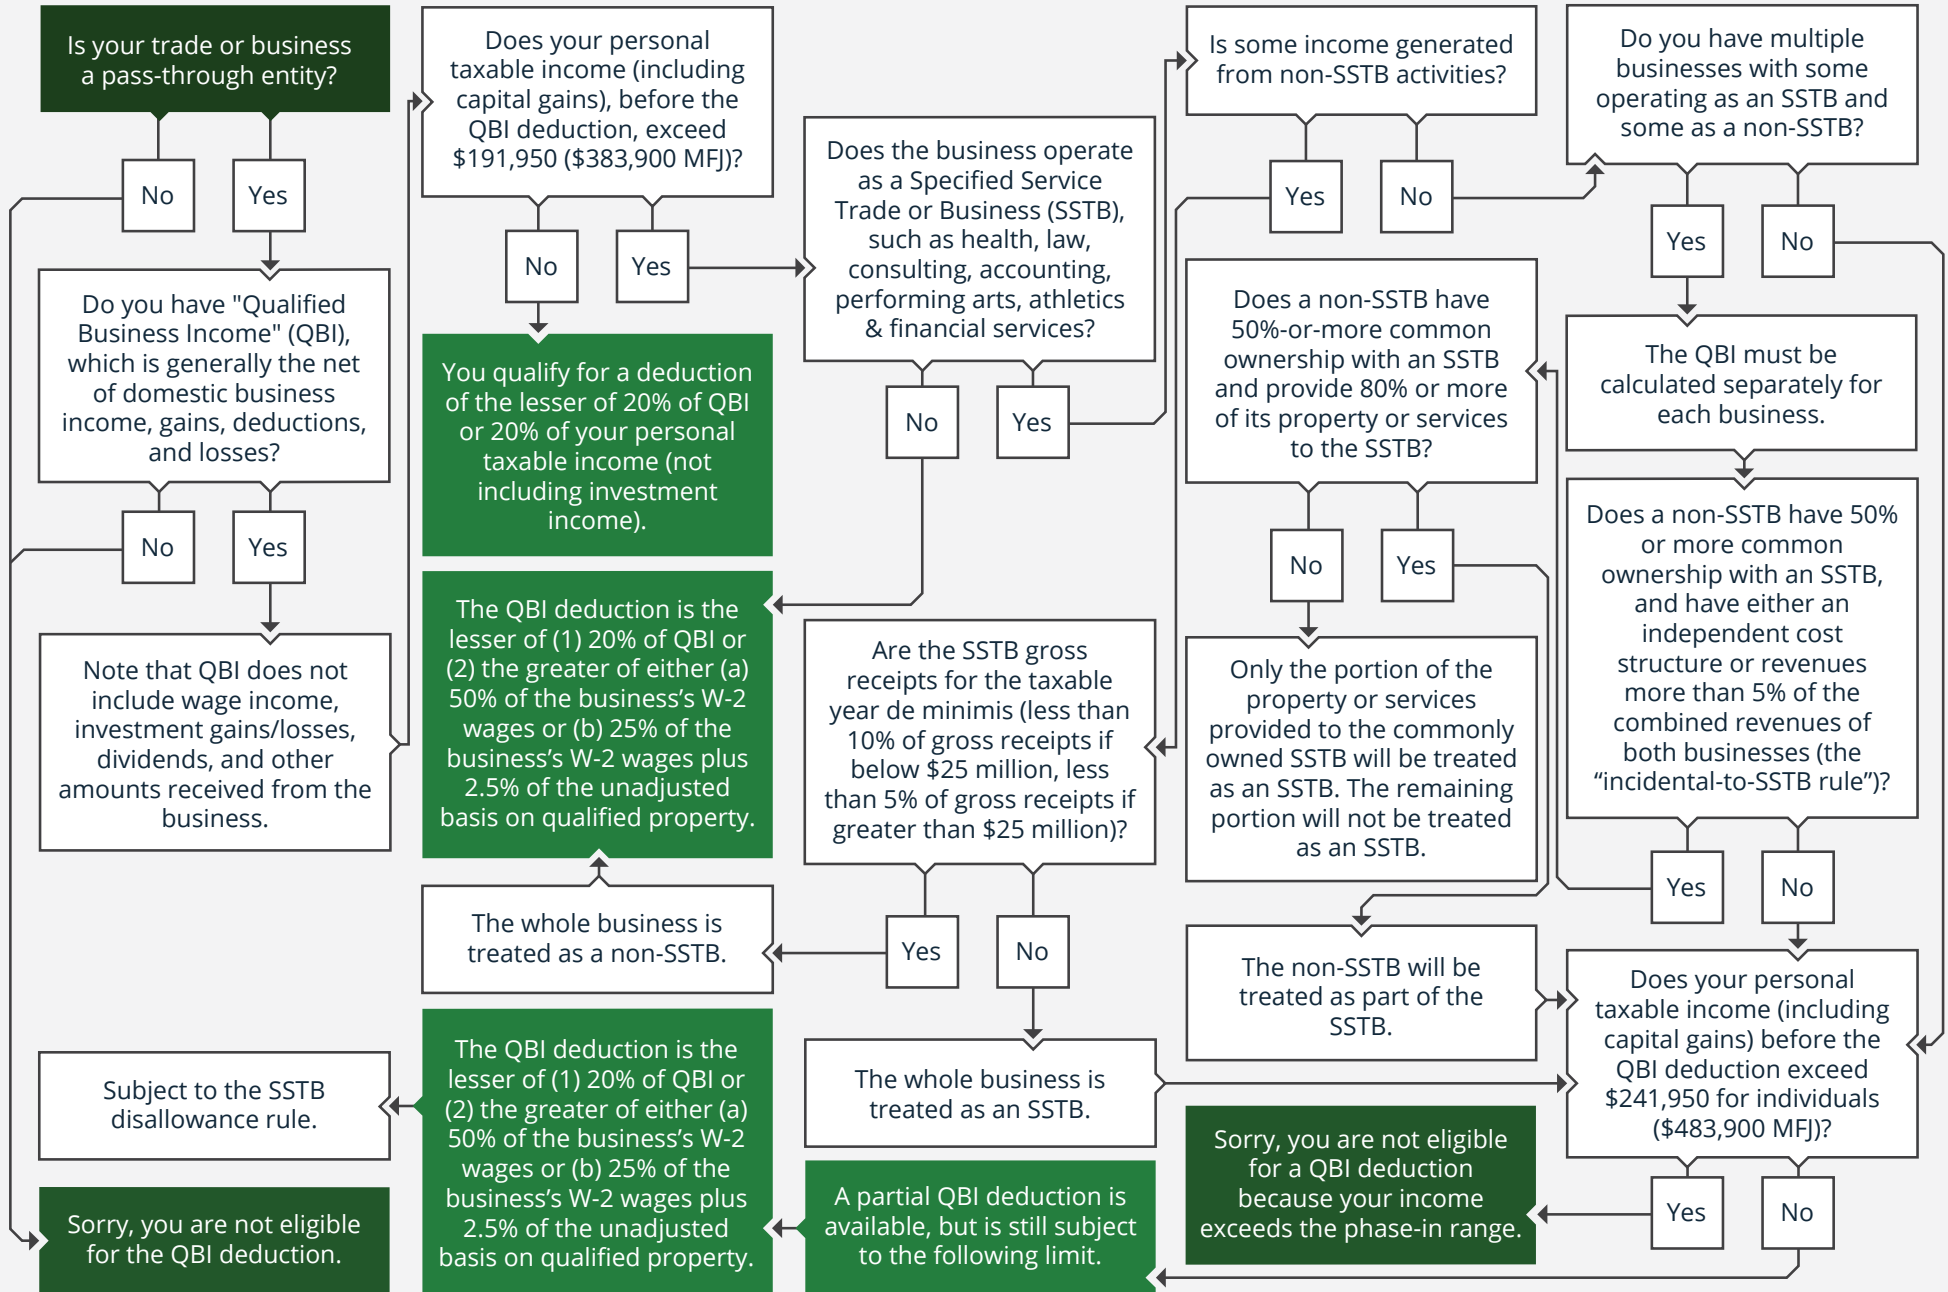 Is your trade or business
a pass-through entity?
No
Yes
Do you have "Qualified
Business Income" (QBI),
which is generally the net
of domestic business
income, gains, deductions,
and losses?
No
Yes
Note that QBI does not
include wage income,
investment gains/losses,
dividends, and other
amounts received from the
business.
Subject to the SSTB
disallowance rule.
Sorry, you are not eligible
for the QBI deduction.
Does your personal
taxable income (including
capital gains), before the
QBI deduction, exceed
$191,950 ($383,900 MFJ)?
No
Yes
You qualify for a deduction
of the lesser of 20% of QBI
or 20% of your personal
taxable income (not
including investment
income).
The QBI deduction is the
lesser of (1) 20% of QBI or
(2) the greater of either (a)
50% of the business’s W-2
wages or (b) 25% of the
business’s W-2 wages plus
2.5% of the unadjusted
basis on qualified property.
The whole business is
treated as a non-SSTB.
The QBI deduction is the
lesser of (1) 20% of QBI or
(2) the greater of either (a)
50% of the business’s W-2
wages or (b) 25% of the
business’s W-2 wages plus
2.5% of the unadjusted
basis on qualified property.
Does the business operate
as a Specified Service
Trade or Business (SSTB),
such as health, law,
consulting, accounting,
performing arts, athletics
& financial services?
No
Yes
Are the SSTB gross
receipts for the taxable
year de minimis (less than
10% of gross receipts if
below $25 million, less
than 5% of gross receipts if
greater than $25 million)?
Yes
No
The whole business is
treated as an SSTB.
A partial QBI deduction is
available, but is still subject
to the following limit.
Is some income generated
from non-SSTB activities?
Yes
No
Does a non-SSTB have
50%-or-more common
ownership with an SSTB
and provide 80% or more
of its property or services
to the SSTB?
No
Yes
Only the portion of the
property or services
provided to the commonly
owned SSTB will be treated
as an SSTB. The remaining
portion will not be treated
as an SSTB.
The non-SSTB will be
treated as part of the
SSTB.
Sorry, you are not eligible
for a QBI deduction
because your income
exceeds the phase-in range.
Do you have multiple
businesses with some
operating as an SSTB and
some as a non-SSTB?
Yes
No
The QBI must be
calculated separately for
each business.
Does a non-SSTB have 50%
or more common
ownership with an SSTB,
and have either an
independent cost
structure or revenues
more than 5% of the
combined revenues of
both businesses (the
“incidental-to-SSTB rule”)?
Yes
No
Does your personal
taxable income (including
capital gains) before the
QBI deduction exceed
$241,950 for individuals
($483,900 MFJ)?
Yes
No